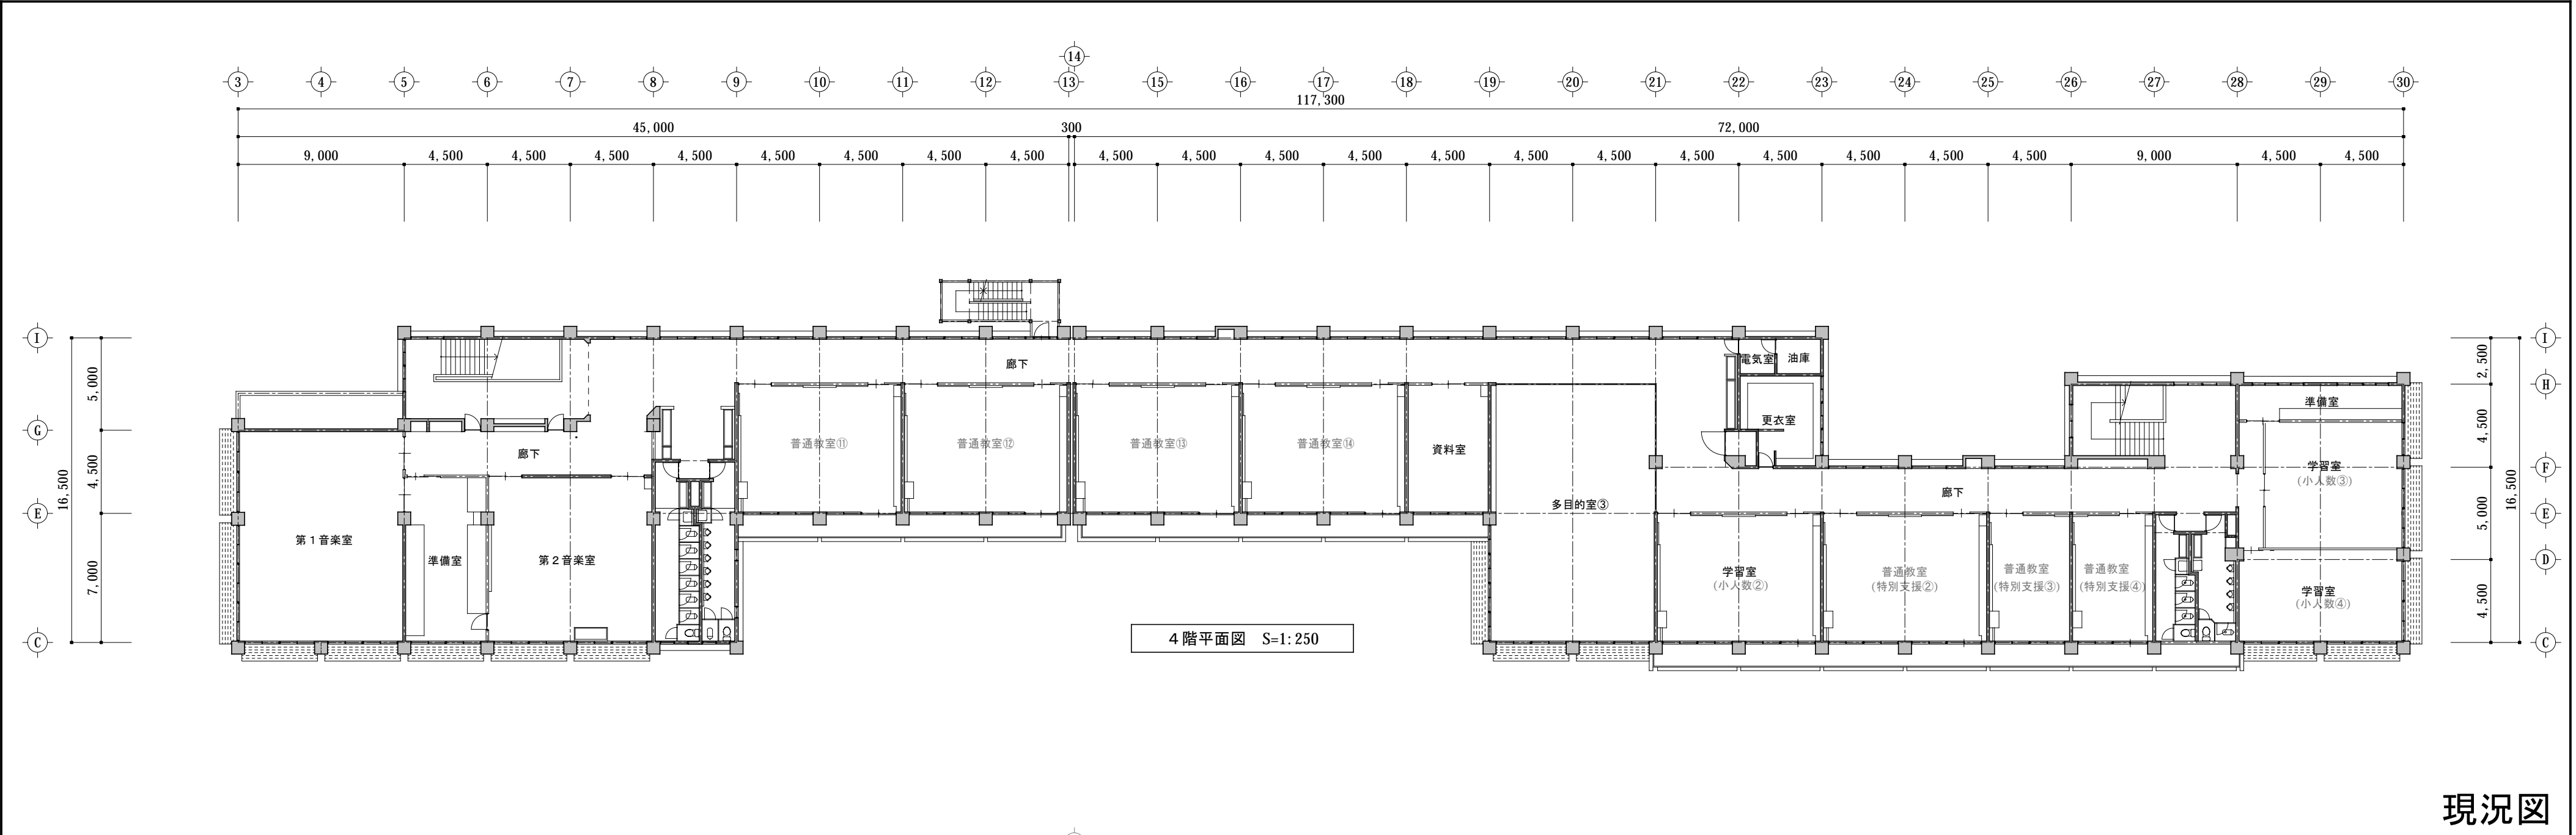 14
3 4 5 6 7 8 9 10 11 12 13 15 16 17 18 19 20 21 22 23 24 25 26 27 28 29 30
117,300
45,000 300 72,000
9,000 4,500 4,500 4,500 4,500 4,500 4,500 4,500 4,500 4,500 4,500 4,500 4,500 4,500 4,500 4,500 4,500 4,500 4,500 4,500 4,500 9,000 4,500 4,500
I
G
E
C
5,000
4,500
7,000
16,500
I
H
F
E
D
C
2,500
4,500
5,000
4,500
16,500
廊下
電気室
油庫
更衣室
準備室
普通教室⑪
普通教室⑫
普通教室⑬
普通教室⑭
資料室
廊下
多目的室③
廊下
学習室
(小人数③)
第1音楽室
準備室
第2音楽室
学習室
(小人数②)
普通教室
(特別支援②)
普通教室
(特別支援③)
普通教室
(特別支援④)
学習室
(小人数④)
4階平面図 S=1:250
現況図